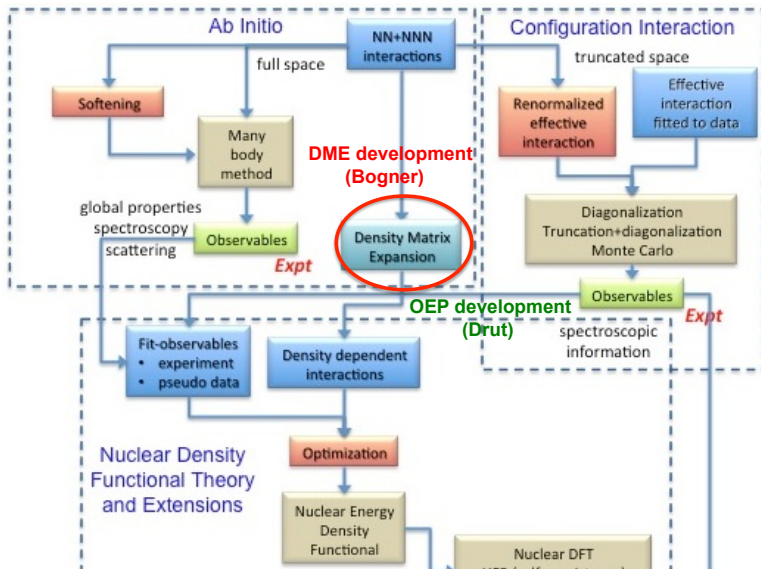 Ab Initio
Configuration Interaction
NN+NNN
interactions
full space
truncated space
Softening
Many
body
method
Renormalized
effective
interaction
Effective
interaction
fitted to data
DME development
(Bogner)
global properties
spectroscopy
scattering
Observables
Expt
Density Matrix
Expansion
Diagonalization
Truncation+diagonalization
Monte Carlo
Observables
Expt
OEP development
(Drut)
spectroscopic
information
Fit-observables
• experiment
• pseudo data
Density dependent
interactions
Nuclear Density
Functional Theory
and Extensions
Optimization
Nuclear Energy
Density
Functional
Nuclear DFT